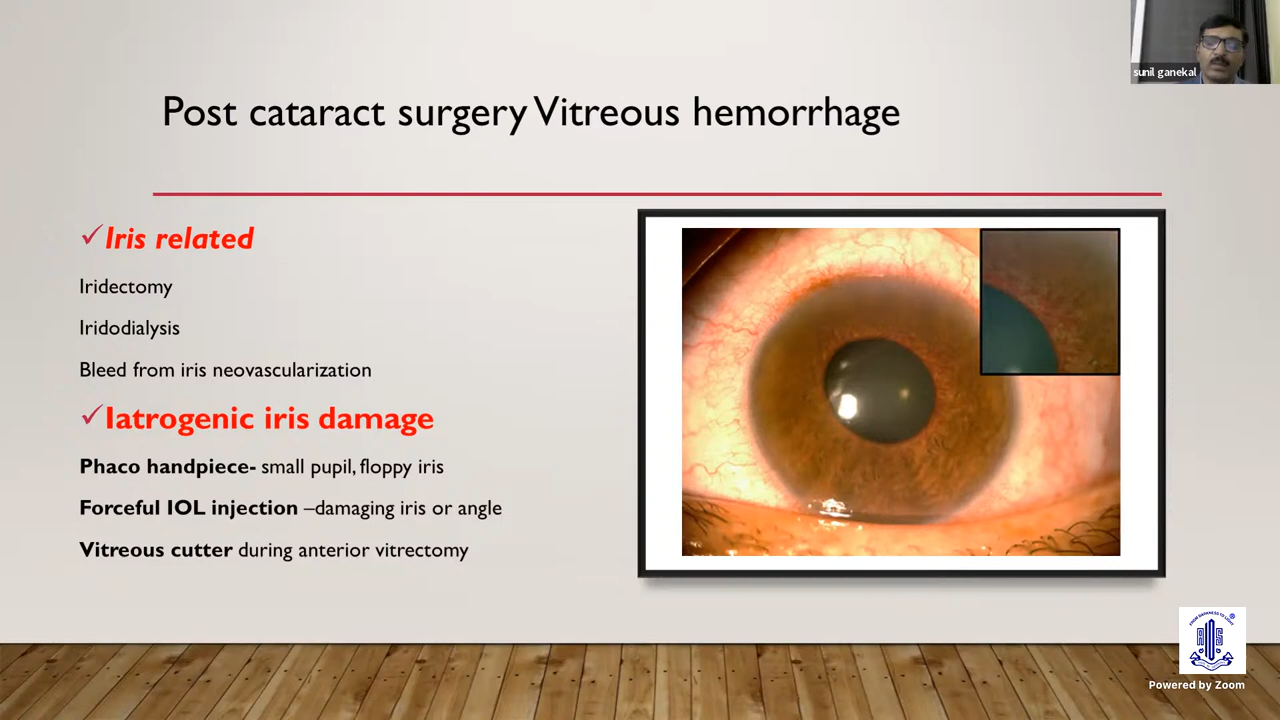 sunil ganekal
Post cataract surgery Vitreous hemorrhage
✓Iris related
Iridectomy
Iridodialysis
Bleed from iris neovascularization
✓Iatrogenic iris damage
Phaco handpiece- small pupil, floppy iris
Forceful IOL injection –damaging iris or angle
Vitreous cutter during anterior vitrectomy
Powered by Zoom